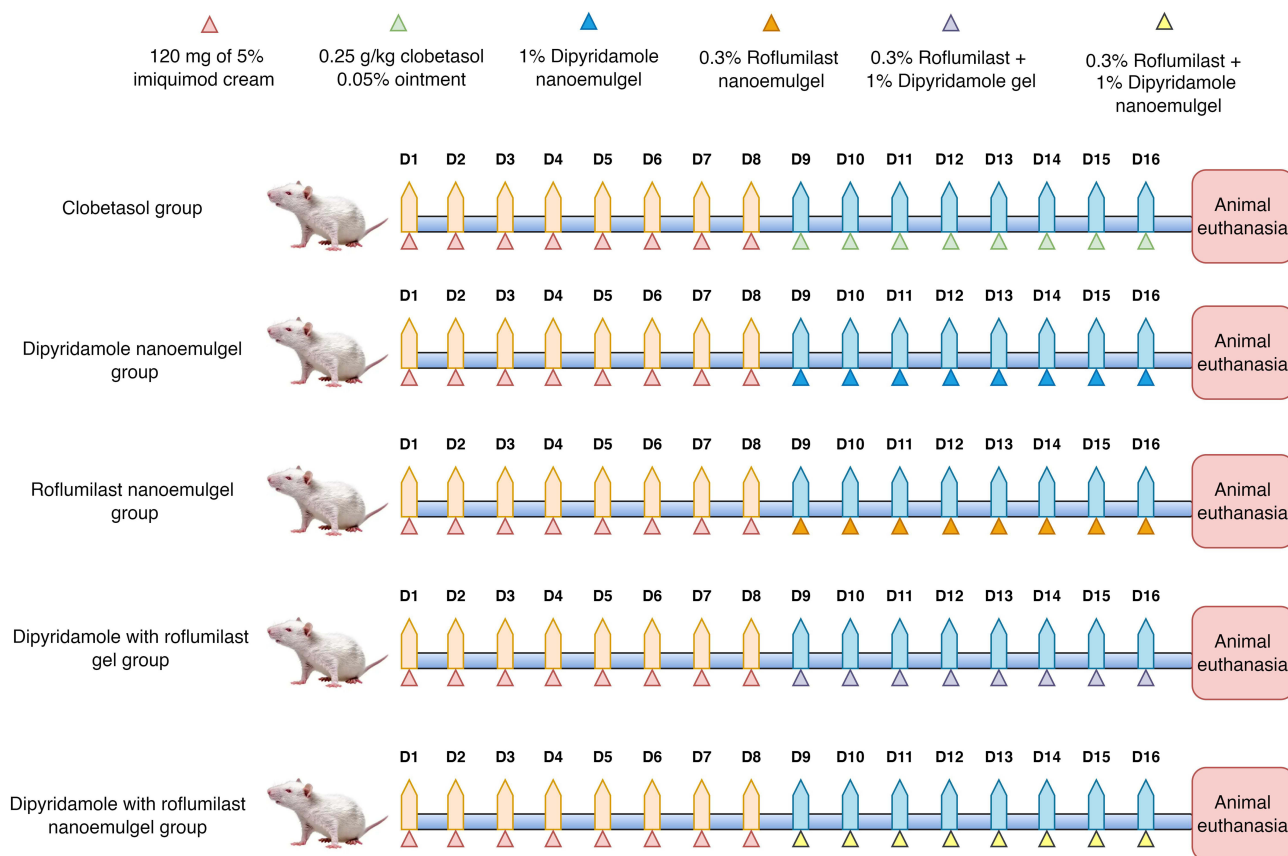 120 mg of 5%
imiquimod cream
0.25 g/kg clobetasol
0.05% ointment
1% Dipyridamole
nanoemulgel
0.3% Roflumilast
nanoemulgel
0.3% Roflumilast +
1% Dipyridamole gel
0.3% Roflumilast +
1% Dipyridamole
nanoemulgel
D1 D2 D3 D4 D5 D6 D7 D8 D9 D10 D11 D12 D13 D14 D15 D16
Clobetasol group
Animal
euthanasia
D1 D2 D3 D4 D5 D6 D7 D8 D9 D10 D11 D12 D13 D14 D15 D16
Dipyridamole nanoemulgel
group
Animal
euthanasia
D1 D2 D3 D4 D5 D6 D7 D8 D9 D10 D11 D12 D13 D14 D15 D16
Roflumilast nanoemulgel
group
Animal
euthanasia
D1 D2 D3 D4 D5 D6 D7 D8 D9 D10 D11 D12 D13 D14 D15 D16
Dipyridamole with roflumilast
gel group
Animal
euthanasia
D1 D2 D3 D4 D5 D6 D7 D8 D9 D10 D11 D12 D13 D14 D15 D16
Dipyridamole with roflumilast
nanoemulgel group
Animal
euthanasia